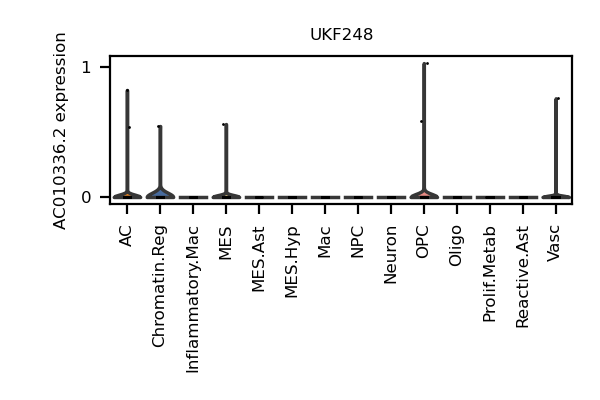 UKF248
AC010336.2 expression
1
0
AC
Chromatin.Reg
Inflammatory.Mac
MES
MES.Ast
MES.Hyp
Mac
NPC
Neuron
OPC
Oligo
Prolif.Metab
Reactive.Ast
Vasc